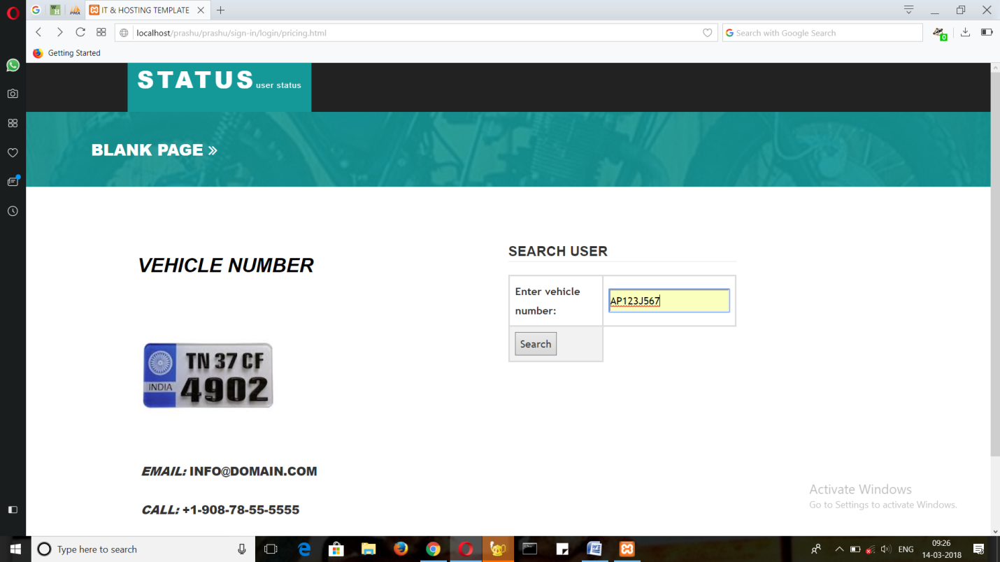 IT & HOSTING TEMPLATE
localhost/prashu/prashu/sign-in/login/pricing.html
Search with Google Search
0
Getting Started
STATUS user status
BLANK PAGE »
VEHICLE NUMBER
SEARCH USER
Enter vehicle number:
AP123J567
Search
TN 37 CF
INDIA 4902
EMAIL: INFO@DOMAIN.COM
CALL: +1-908-78-55-5555
Activate Windows
Go to Settings to activate Windows.
Type here to search
ENG
09:26
14-03-2018